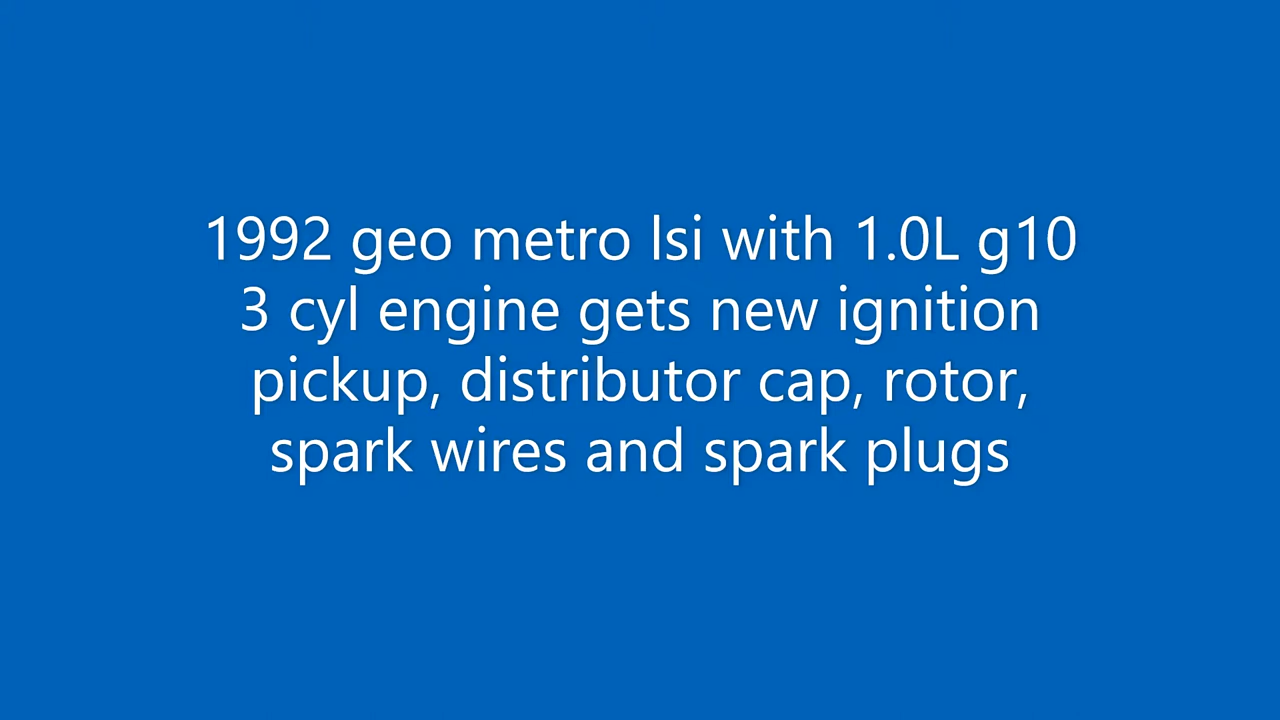 1992 geo metro lsi with 1.0L g10
3 cyl engine gets new ignition
pickup, distributor cap, rotor,
spark wires and spark plugs